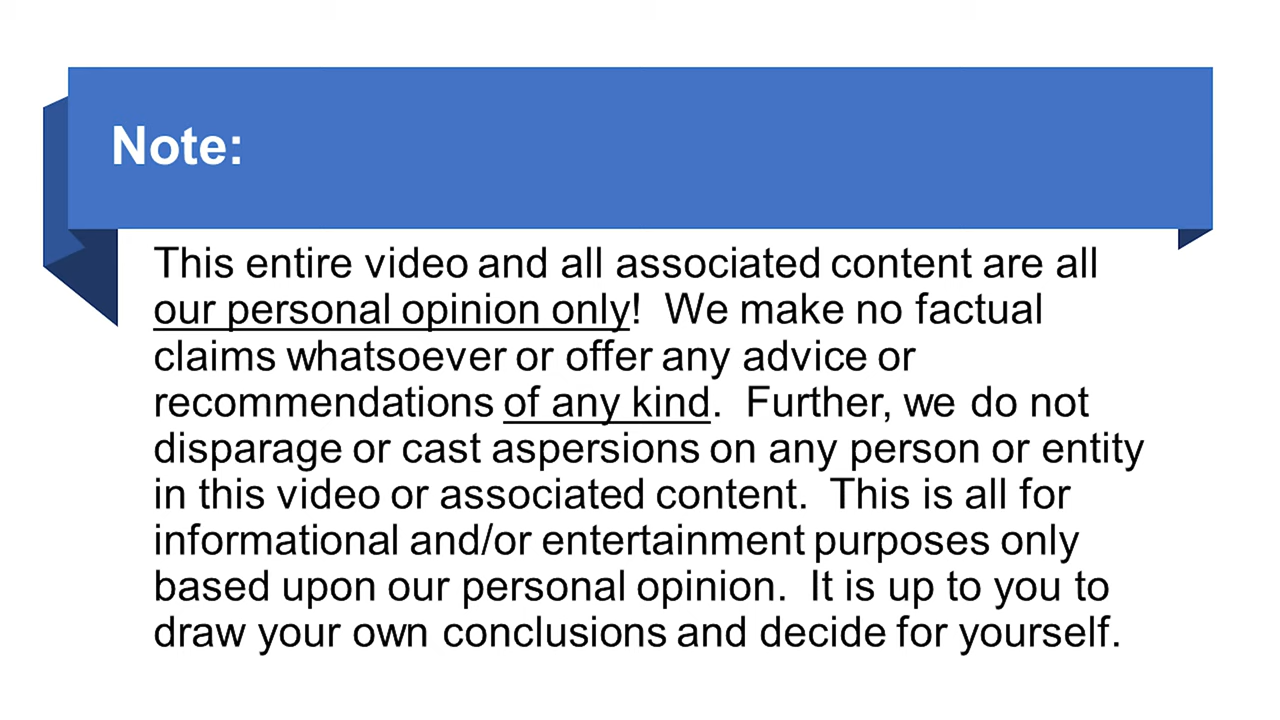 Note:
This entire video and all associated content are all
our personal opinion only!  We make no factual
claims whatsoever or offer any advice or
recommendations of any kind.  Further, we do not
disparage or cast aspersions on any person or entity
in this video or associated content.  This is all for
informational and/or entertainment purposes only
based upon our personal opinion.  It is up to you to
draw your own conclusions and decide for yourself.